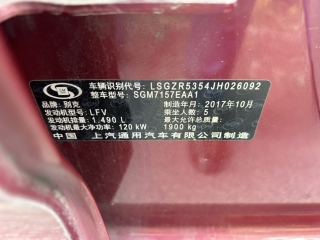 车辆识别代号: LSGZR5354JH026092
整车型号: SGM7157EAA1
品牌: 别克 制造年月: 2017年10月
发动机型号: LFV 乘坐人数: 5
发动机排量: 1.490 L 最大允许总质量:
发动机最大净功率: 120 kW 1900 kg
中国 上汽通用汽车有限公司制造